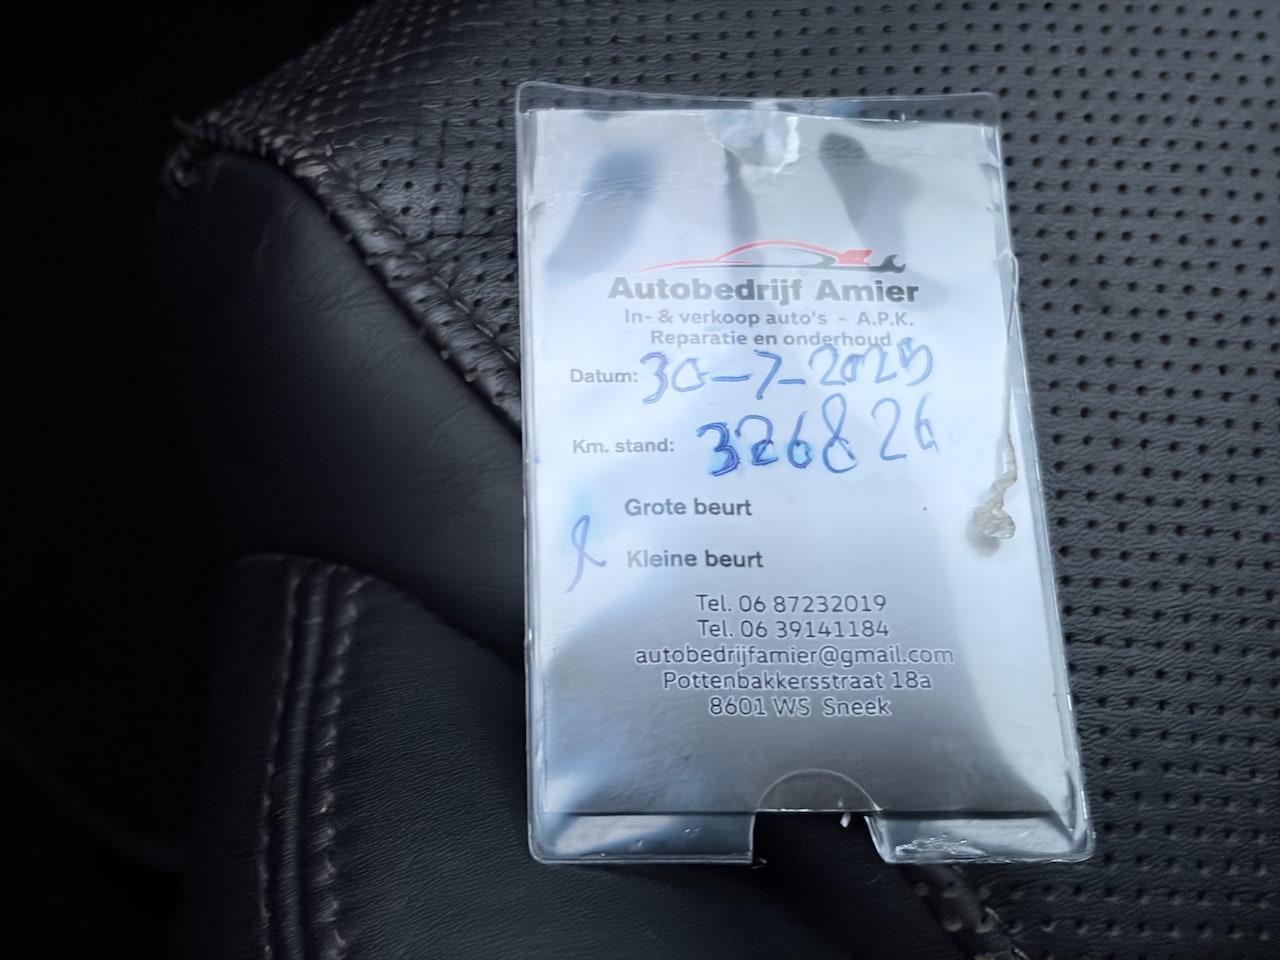 Autobedrijf Amier
In- & verkoop auto's - A.P.K.
Reparatie en onderhoud
Datum: 30-7-2025
Km. stand: 326826
Grote beurt
Kleine beurt
Tel. 06 87232019
Tel. 06 39141184
autobedrijfamier@gmail.com
Pottenbakkersstraat 18a
8601 WS Sneek